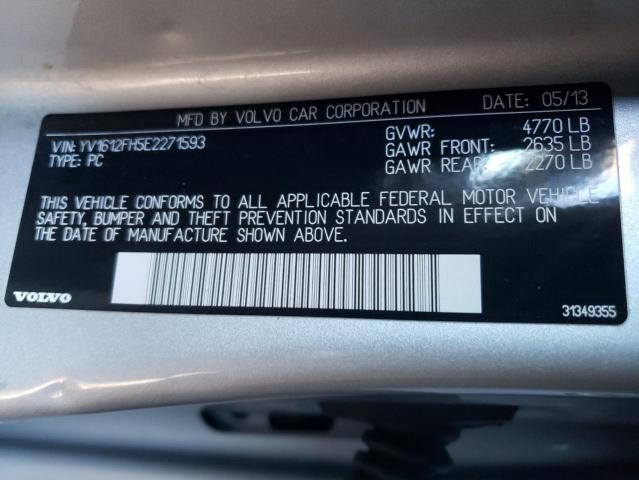 MFD BY VOLVO CAR CORPORATION DATE: 05/13
VIN: YV1612FH5E2271593 GVWR: 4770 LB
TYPE: PC GAWR FRONT: 2635 LB
GAWR REAR: 2270 LB
THIS VEHICLE CONFORMS TO ALL APPLICABLE FEDERAL MOTOR VEHICLE
SAFETY, BUMPER AND THEFT PREVENTION STANDARDS IN EFFECT ON
THE DATE OF MANUFACTURE SHOWN ABOVE.
VOLVO 31349355